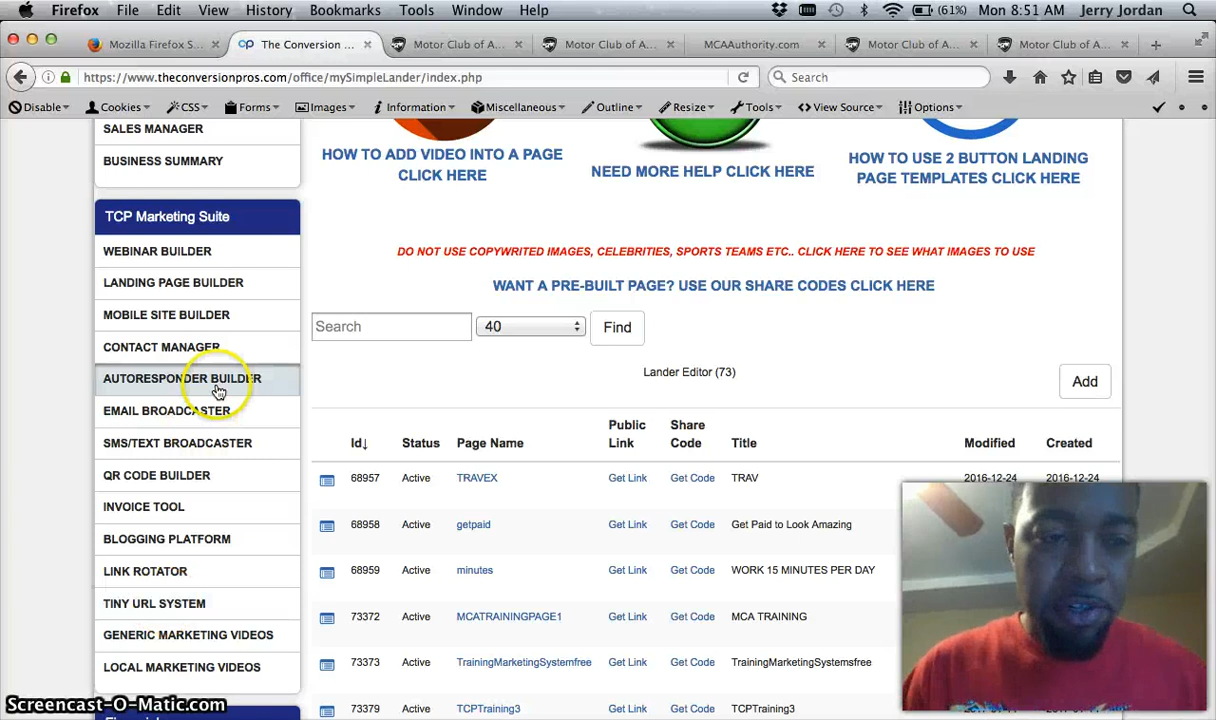 Firefox File Edit View History Bookmarks Tools Window Help (61%) Mon 8:51 AM Jerry Jordan
Mozilla Firefox S... The Conversion ... Motor Club of A... Motor Club of A... MCAAuthority.com Motor Club of A... Motor Club of A...
https://www.theconversionpros.com/office/mySimpleLander/index.php Search
Disable Cookies CSS Forms Images Information Miscellaneous Outline Resize Tools View Source Options
SALES MANAGER
BUSINESS SUMMARY
TCP Marketing Suite
WEBINAR BUILDER
LANDING PAGE BUILDER
MOBILE SITE BUILDER
CONTACT MANAGER
AUTORESPONDER BUILDER
EMAIL BROADCASTER
SMS/TEXT BROADCASTER
QR CODE BUILDER
INVOICE TOOL
BLOGGING PLATFORM
LINK ROTATOR
TINY URL SYSTEM
GENERIC MARKETING VIDEOS
LOCAL MARKETING VIDEOS
HOW TO ADD VIDEO INTO A PAGE
CLICK HERE
NEED MORE HELP CLICK HERE
HOW TO USE 2 BUTTON LANDING
PAGE TEMPLATES CLICK HERE
DO NOT USE COPYWRITED IMAGES, CELEBRITIES, SPORTS TEAMS ETC.. CLICK HERE TO SEE WHAT IMAGES TO USE
WANT A PRE-BUILT PAGE? USE OUR SHARE CODES CLICK HERE
Search 40 Find
Lander Editor (73)
Add
Id↓ Status Page Name Public Link Share Code Title Modified Created
68957 Active TRAVEX Get Link Get Code TRAV 2016-12-24 2016-12-24
68958 Active getpaid Get Link Get Code Get Paid to Look Amazing
68959 Active minutes Get Link Get Code WORK 15 MINUTES PER DAY
73372 Active MCATRAININGPAGE1 Get Link Get Code MCA TRAINING
73373 Active TrainingMarketingSystemfree Get Link Get Code TrainingMarketingSystemsfree
73379 Active TCPTraining3 Get Link Get Code TCPTraining3
Screencast-O-Matic.com